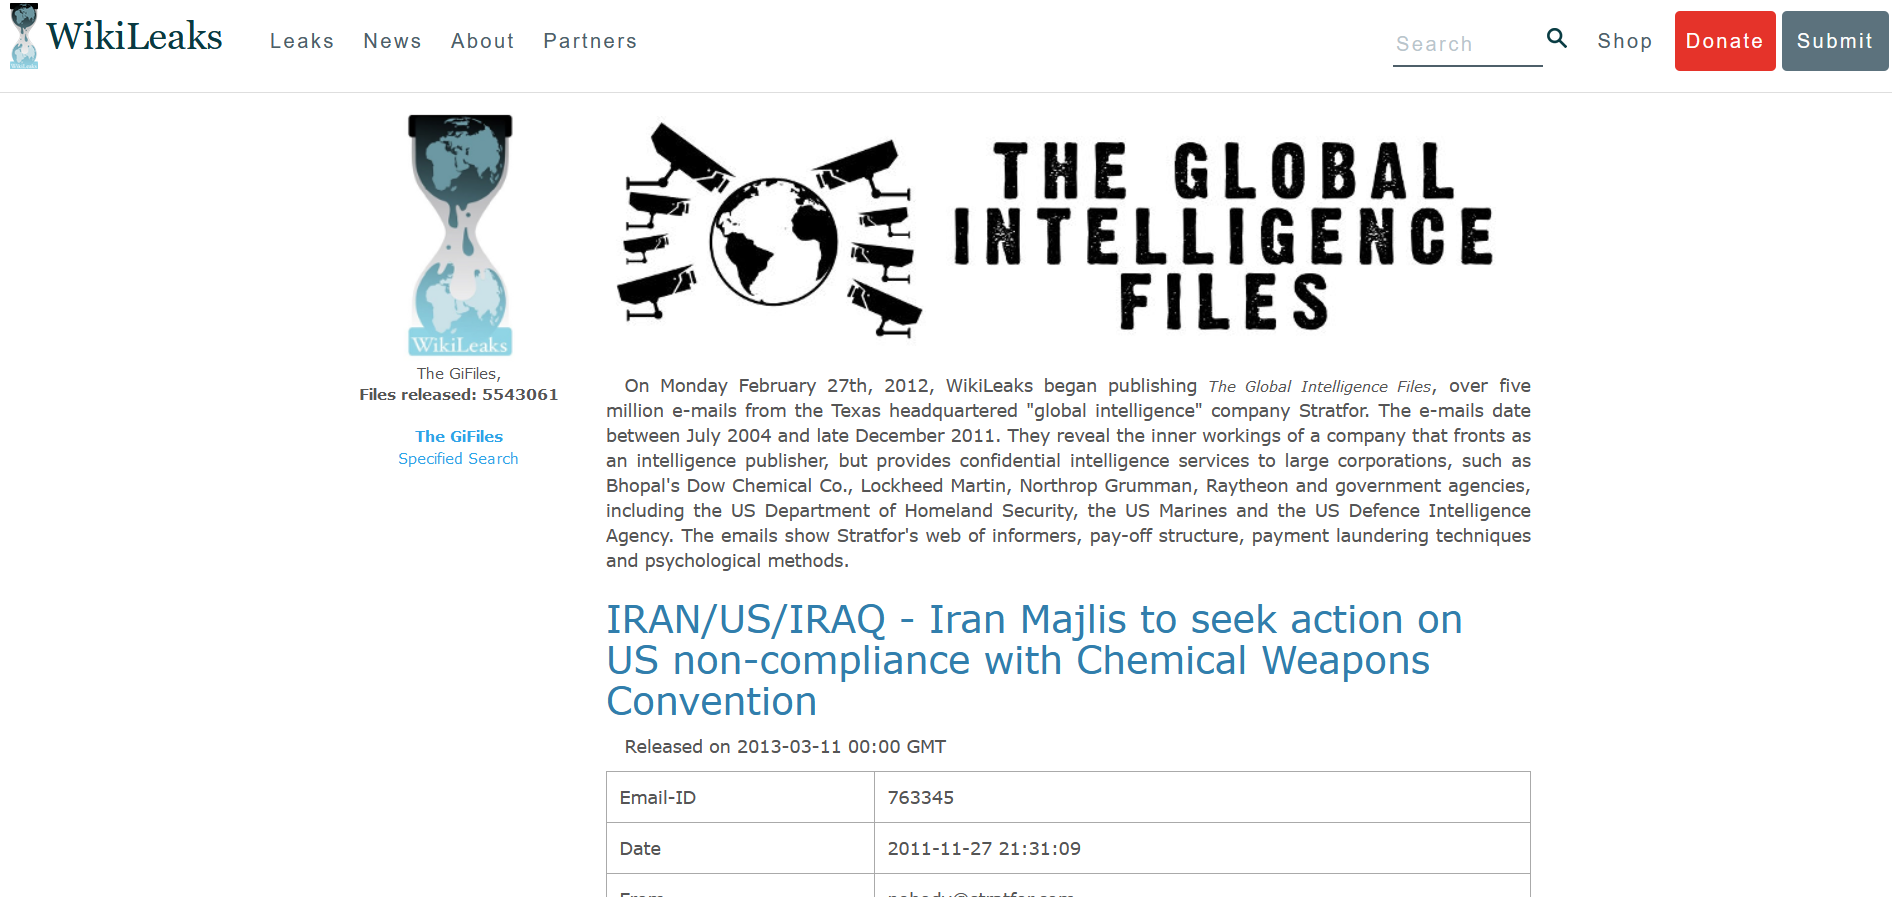 WikiLeaks
Leaks News About Partners
Search
Shop
Donate
Submit
WikiLeaks
The GiFiles,
Files released: 5543061
The GiFiles
Specified Search
THE GLOBAL
INTELLIGENCE
FILES
On Monday February 27th, 2012, WikiLeaks began publishing The Global Intelligence Files, over five
million e-mails from the Texas headquartered "global intelligence" company Stratfor. The e-mails date
between July 2004 and late December 2011. They reveal the inner workings of a company that fronts as
an intelligence publisher, but provides confidential intelligence services to large corporations, such as
Bhopal's Dow Chemical Co., Lockheed Martin, Northrop Grumman, Raytheon and government agencies,
including the US Department of Homeland Security, the US Marines and the US Defence Intelligence
Agency. The emails show Stratfor's web of informers, pay-off structure, payment laundering techniques
and psychological methods.
IRAN/US/IRAQ - Iran Majlis to seek action on
US non-compliance with Chemical Weapons
Convention
Released on 2013-03-11 00:00 GMT
Email-ID 763345
Date 2011-11-27 21:31:09
From nobody@stratfor.com